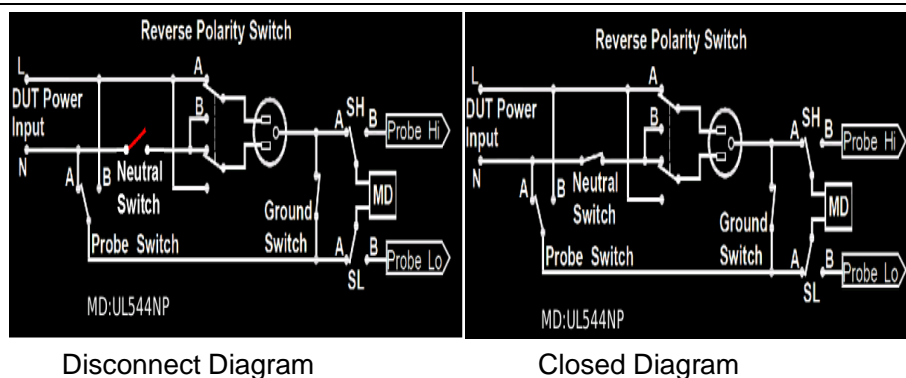 Reverse Polarity Switch
L
DUT Power
Input
N
A
B
A
B
Neutral
Switch
Probe Switch
Ground
Switch
A
SH
B
Probe Hi
MD
A
B
Probe Lo
SL
MD:UL544NP
Disconnect Diagram
Reverse Polarity Switch
L
DUT Power
Input
N
A
B
A
B
Neutral
Switch
Probe Switch
Ground
Switch
A
SH
B
Probe Hi
MD
A
B
Probe Lo
SL
MD:UL544NP
Closed Diagram